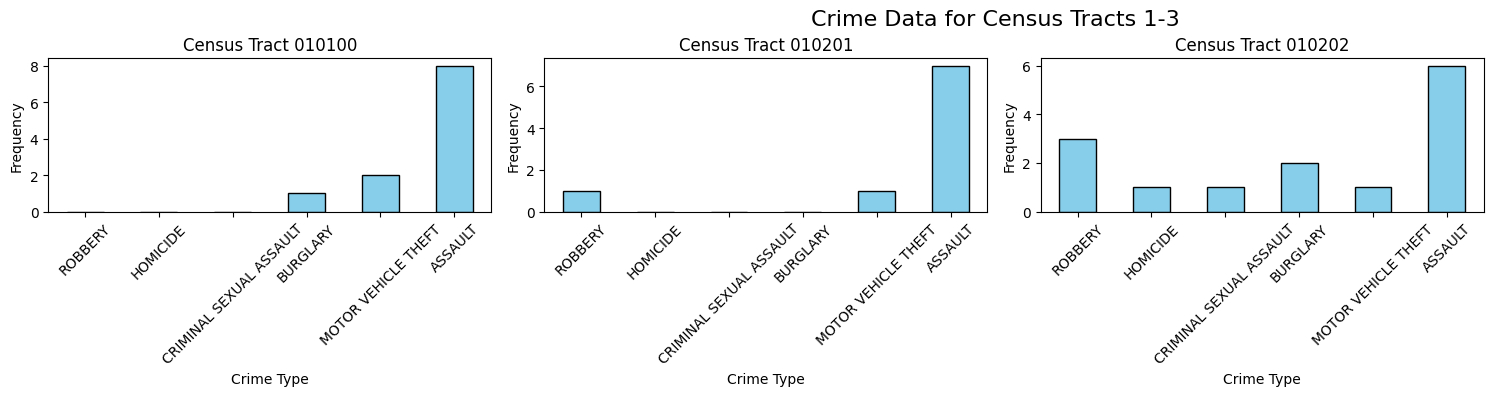 Crime Data for Census Tracts 1-3
Census Tract 010100
Frequency
8
6
4
2
0
ROBBERY
HOMICIDE
CRIMINAL SEXUAL ASSAULT
BURGLARY
MOTOR VEHICLE THEFT
ASSAULT
Crime Type
Census Tract 010201
Frequency
6
4
2
0
ROBBERY
HOMICIDE
CRIMINAL SEXUAL ASSAULT
BURGLARY
MOTOR VEHICLE THEFT
ASSAULT
Crime Type
Census Tract 010202
Frequency
6
4
2
0
ROBBERY
HOMICIDE
CRIMINAL SEXUAL ASSAULT
BURGLARY
MOTOR VEHICLE THEFT
ASSAULT
Crime Type